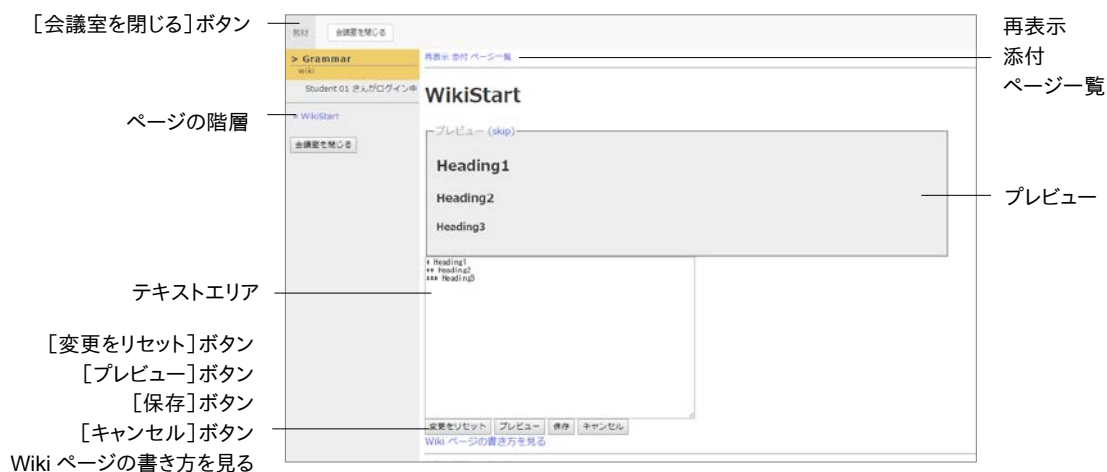 ［会議室を閉じる］ボタン
ページの階層
テキストエリア
［変更をリセット］ボタン
［プレビュー］ボタン
［保存］ボタン
［キャンセル］ボタン
Wiki ページの書き方を見る
教材
会議室を閉じる
> Grammar
wiki
Student 01 さんがログイン中
» WikiStart
会議室を閉じる
再表示 添付 ページ一覧
WikiStart
プレビュー (skip)
Heading1
Heading2
Heading3
* Heading1
** Heading2
*** Heading3
変更をリセット プレビュー 保存 キャンセル
Wiki ページの書き方を見る
再表示
添付
ページ一覧
プレビュー